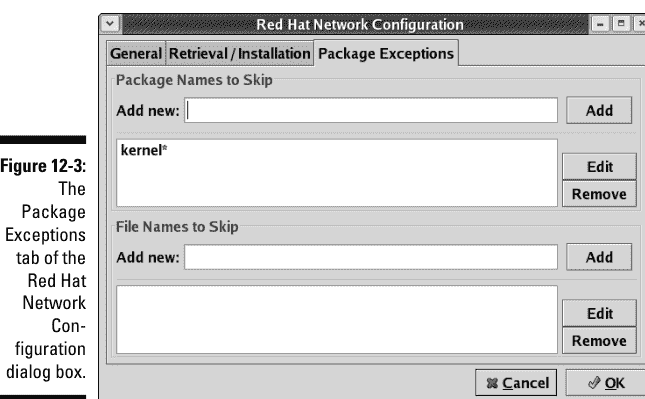 Red Hat Network Configuration
General Retrieval / Installation Package Exceptions
Package Names to Skip
Add new: Add
kernel*
Edit
Remove
File Names to Skip
Add new: Add
Edit
Remove
Cancel OK
Figure 12-3:
The
Package
Exceptions
tab of the
Red Hat
Network
Con-
figuration
dialog box.